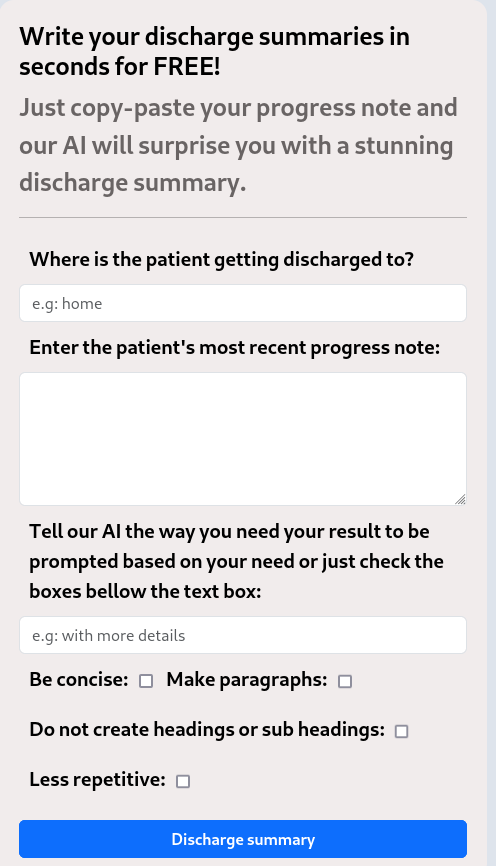 Write your discharge summaries in
seconds for FREE!
Just copy-paste your progress note and
our AI will surprise you with a stunning
discharge summary.
Where is the patient getting discharged to?
e.g: home
Enter the patient's most recent progress note:
Tell our AI the way you need your result to be
prompted based on your need or just check the
boxes bellow the text box:
e.g: with more details
Be concise: Make paragraphs:
Do not create headings or sub headings:
Less repetitive:
Discharge summary